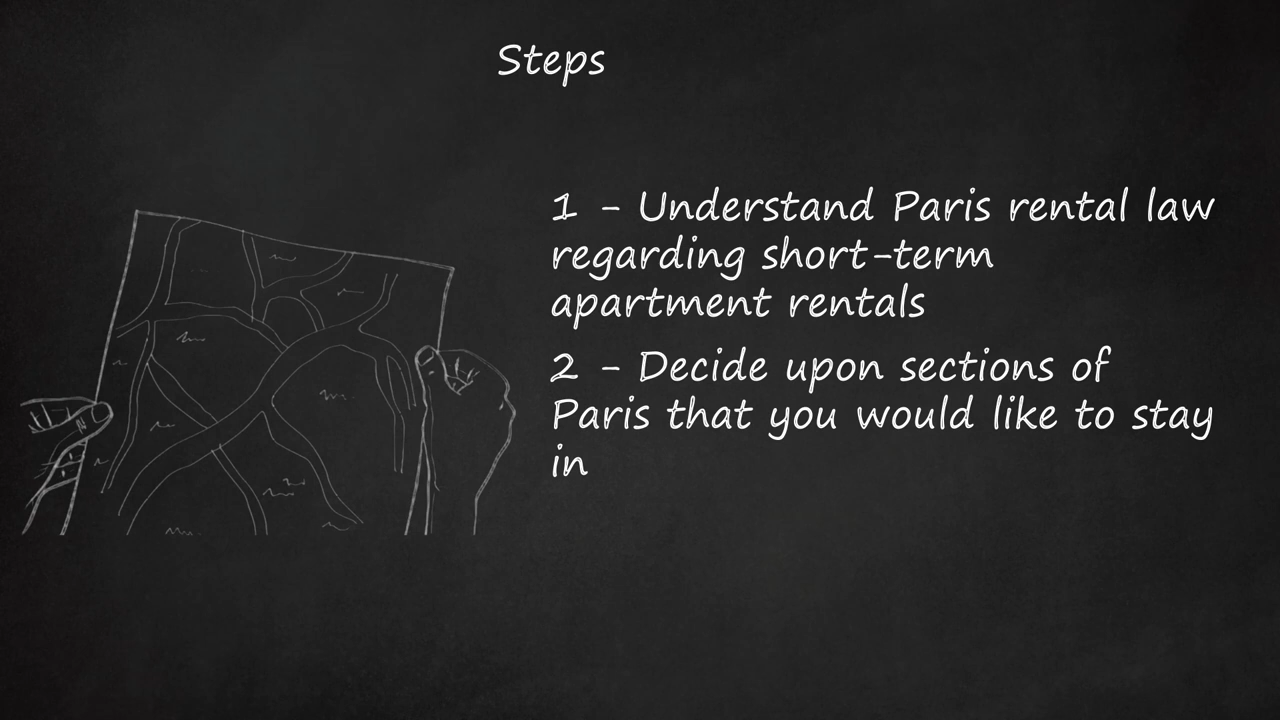 Steps
1 - Understand Paris rental law
regarding short-term
apartment rentals
2 - Decide upon sections of
Paris that you would like to stay
in